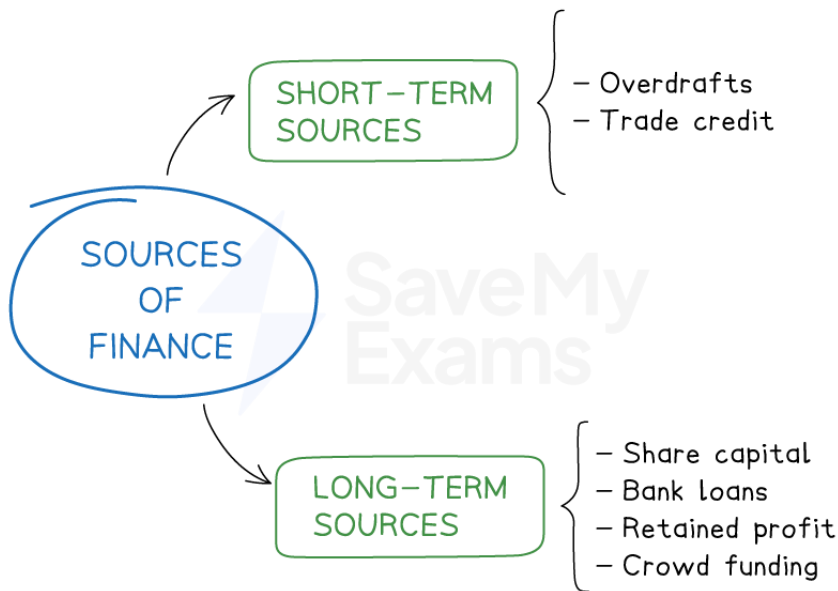 SHORT-TERM
SOURCES
- Overdrafts
- Trade credit
SOURCES
OF
FINANCE
SaveMy
Exams
LONG-TERM
SOURCES
- Share capital
- Bank loans
- Retained profit
- Crowd funding